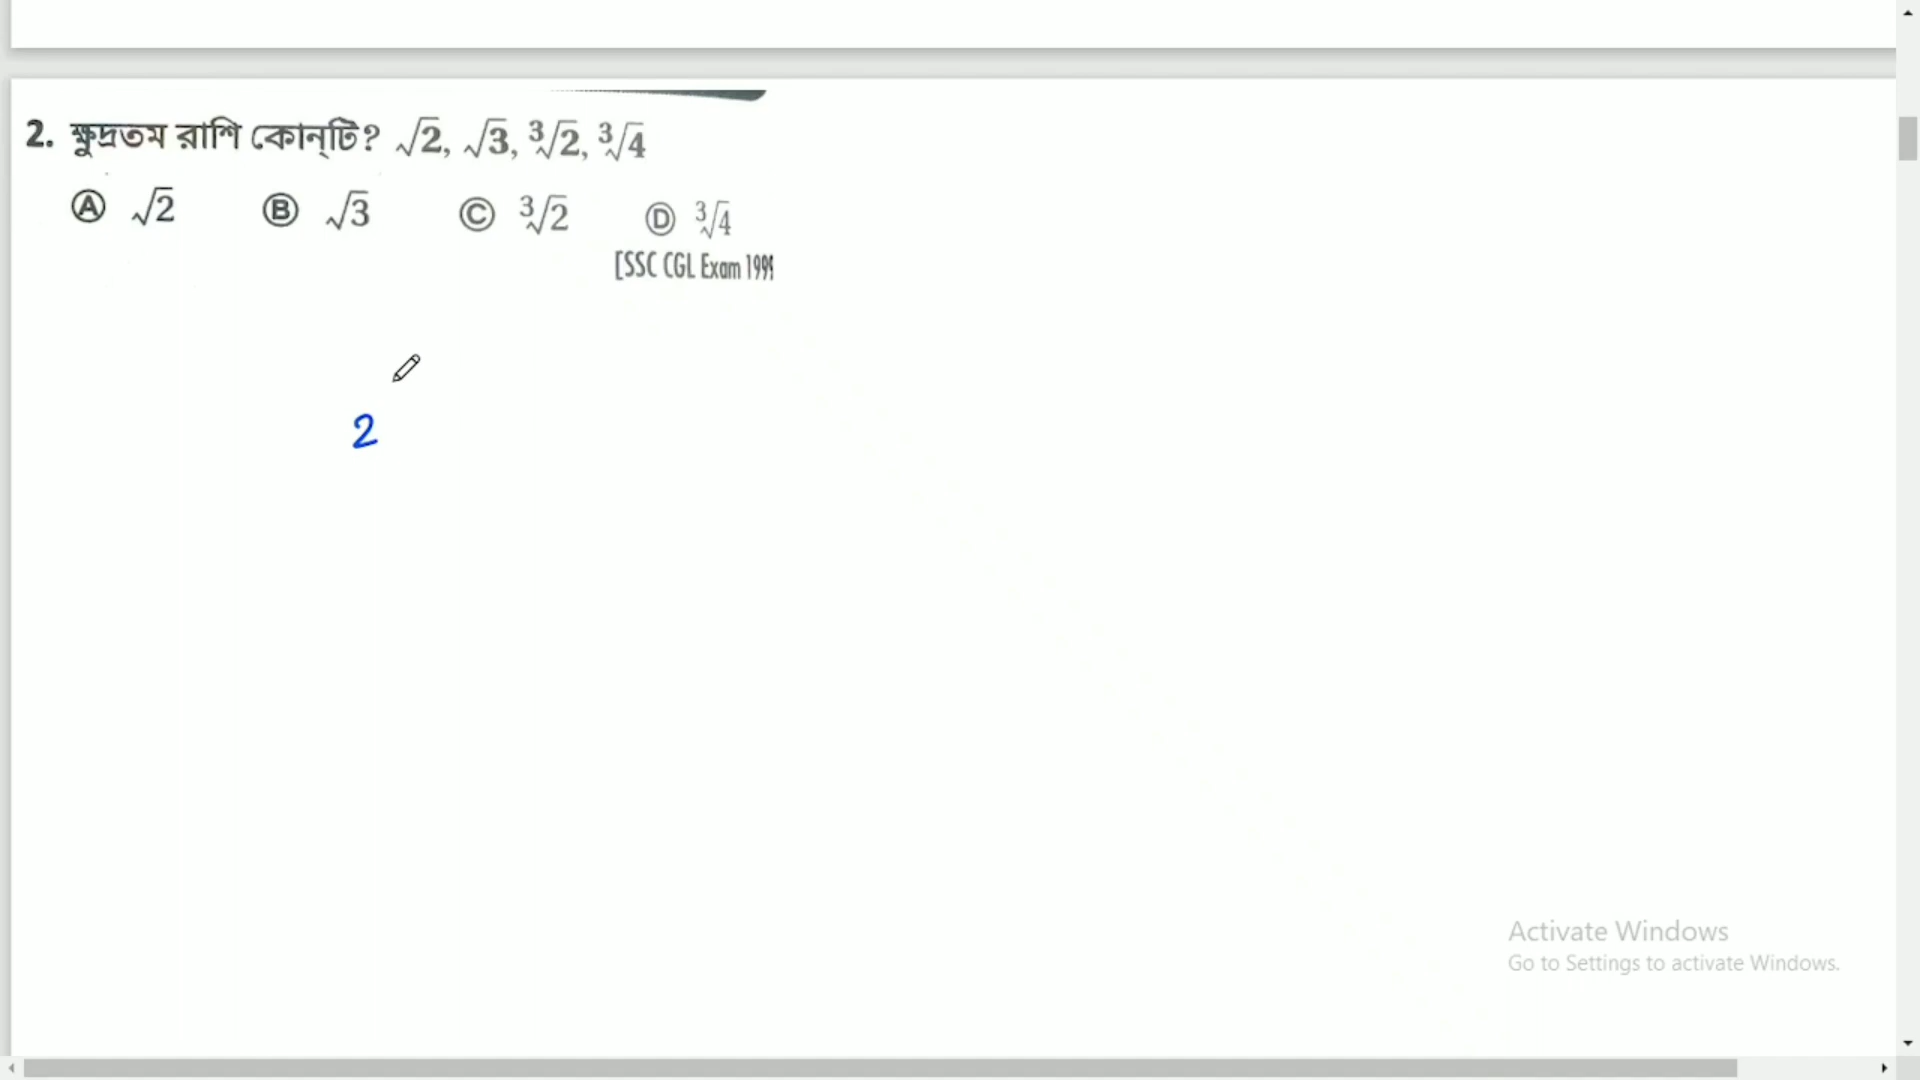 2. ক্ষুদ্রতম রাশি কোন্‌টি? √2, √3, ∛2, ∛4
Ⓐ √2 Ⓑ √3 Ⓒ ∛2 Ⓓ ∛4
[SSC CGL Exam 199
2
Activate Windows
Go to Settings to activate Windows.